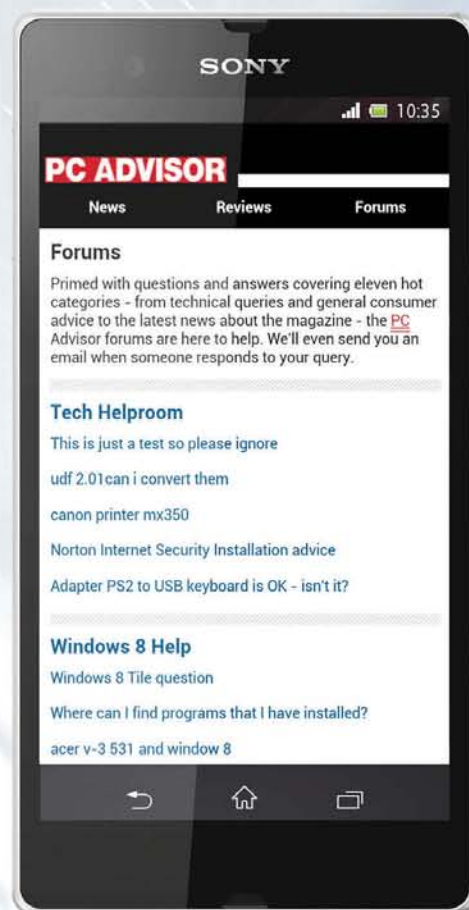 SONY
10:35
PC ADVISOR
News Reviews Forums
Forums
Primed with questions and answers covering eleven hot
categories - from technical queries and general consumer
advice to the latest news about the magazine - the PC
Advisor forums are here to help. We'll even send you an
email when someone responds to your query.
Tech Helproom
This is just a test so please ignore
udf 2.01can i convert them
canon printer mx350
Norton Internet Security Installation advice
Adapter PS2 to USB keyboard is OK - isn't it?
Windows 8 Help
Windows 8 Tile question
Where can I find programs that I have installed?
acer v-3 531 and window 8